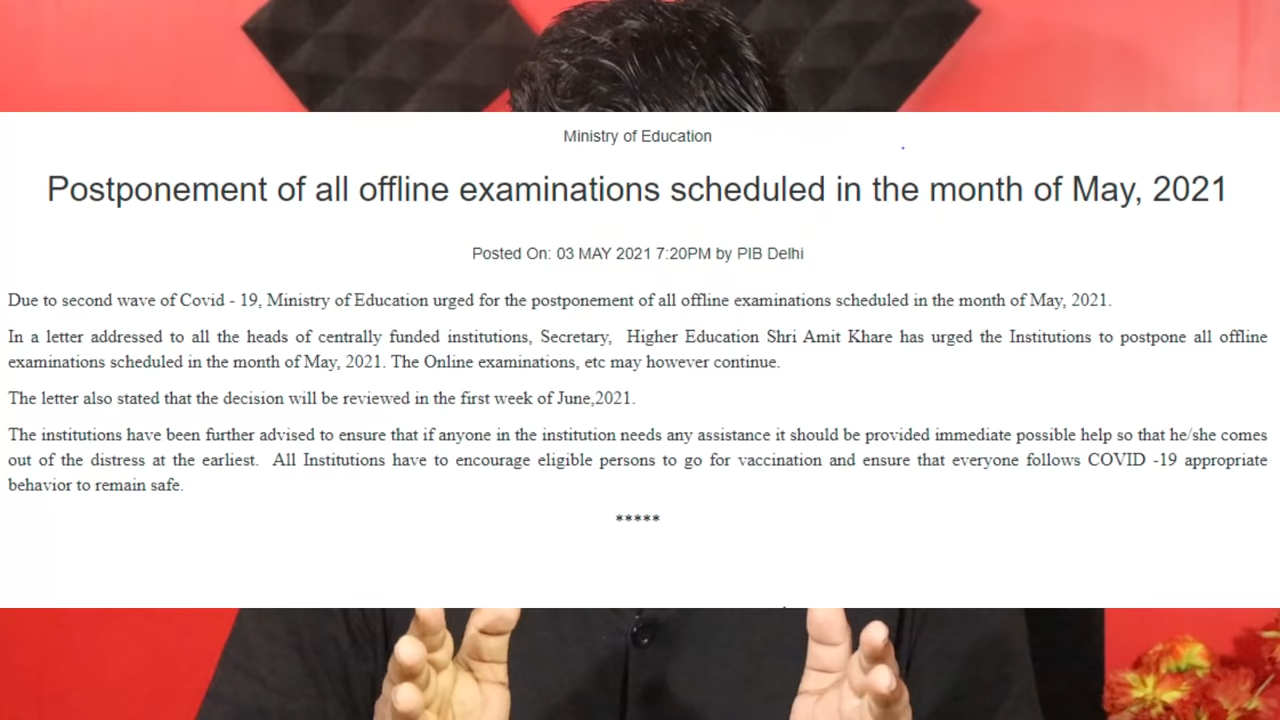 Ministry of Education
Postponement of all offline examinations scheduled in the month of May, 2021
Posted On: 03 MAY 2021 7:20PM by PIB Delhi
Due to second wave of Covid - 19, Ministry of Education urged for the postponement of all offline examinations scheduled in the month of May, 2021.
In a letter addressed to all the heads of centrally funded institutions, Secretary,  Higher Education Shri Amit Khare has urged the Institutions to postpone all offline
examinations scheduled in the month of May, 2021. The Online examinations, etc may however continue.
The letter also stated that the decision will be reviewed in the first week of June,2021.
The institutions have been further advised to ensure that if anyone in the institution needs any assistance it should be provided immediate possible help so that he/she comes
out of the distress at the earliest.  All Institutions have to encourage eligible persons to go for vaccination and ensure that everyone follows COVID -19 appropriate
behavior to remain safe.
*****